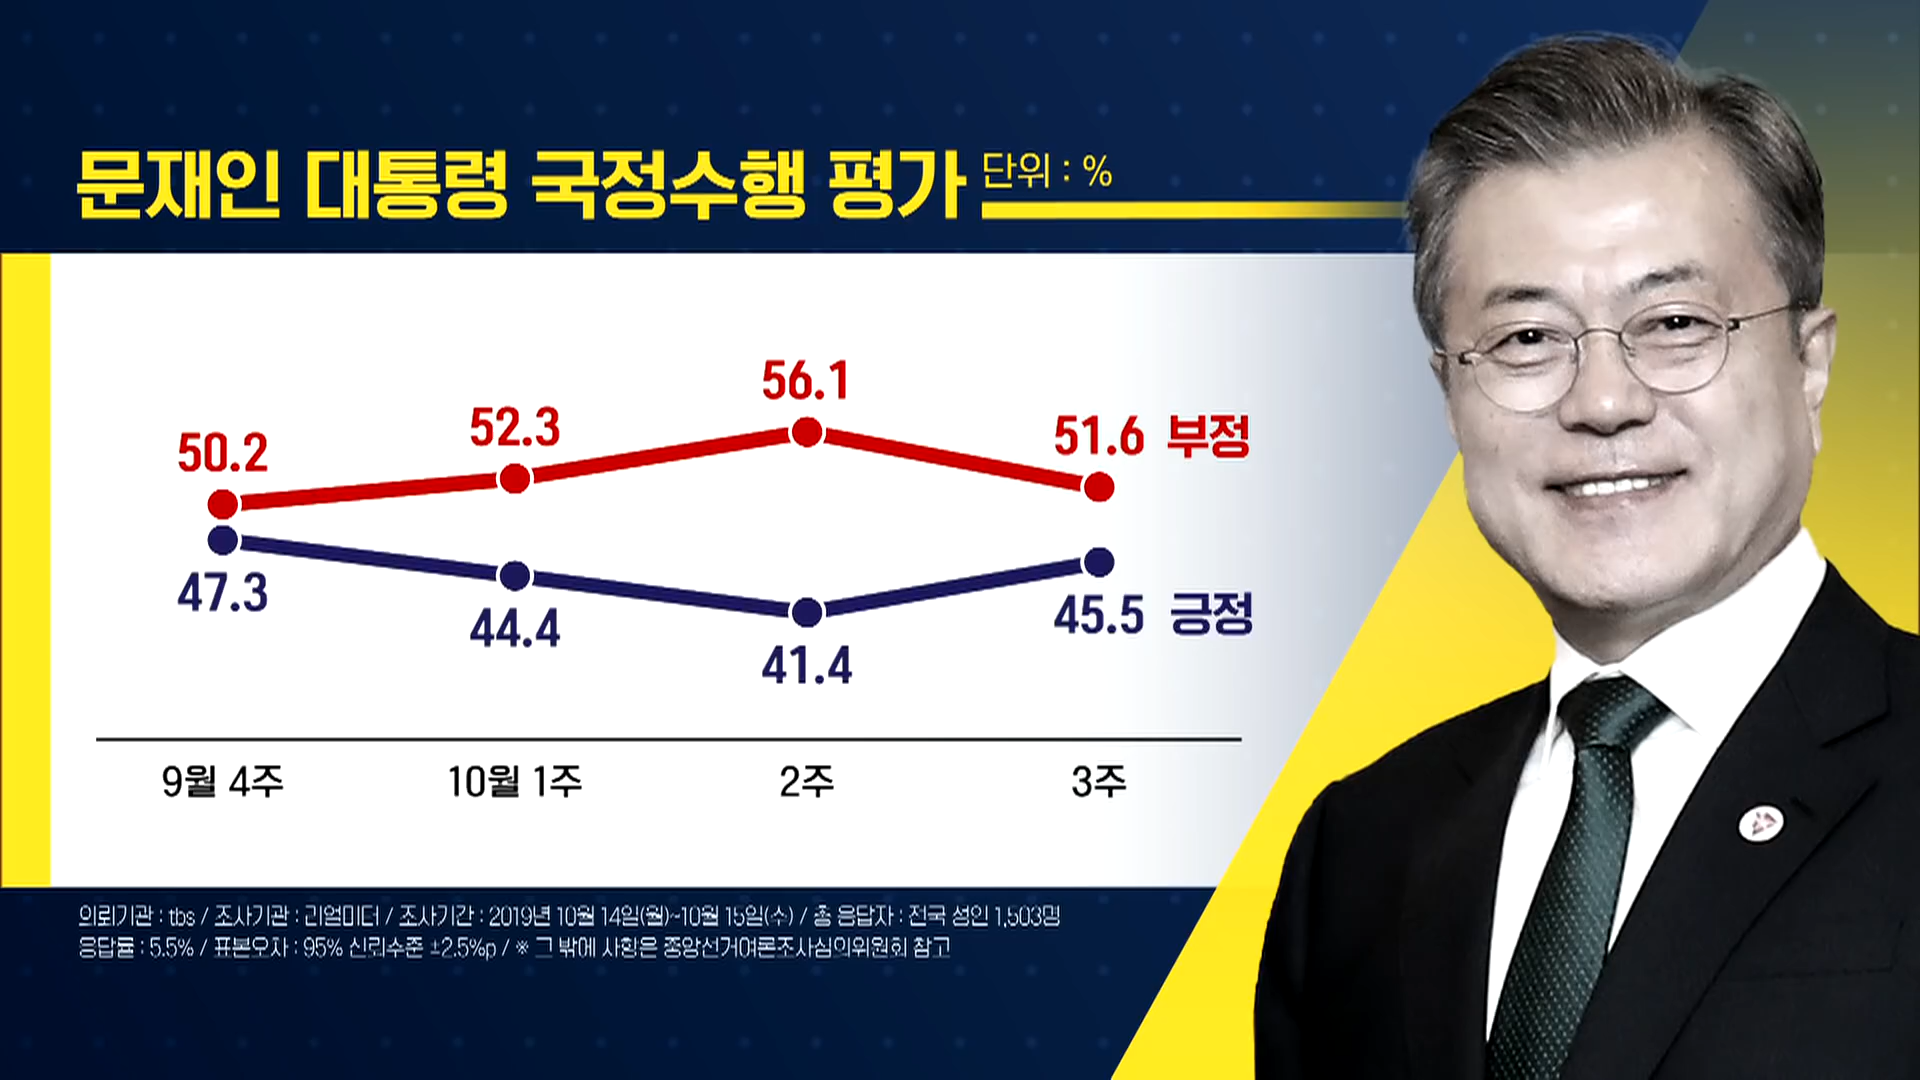 문재인 대통령 국정수행 평가 단위 : %
56.1
50.2 52.3 51.6 부정
47.3 44.4 41.4 45.5 긍정
9월 4주 10월 1주 2주 3주
의뢰기관 : tbs / 조사기관 : 리얼미터 / 조사기간 : 2019년 10월 14일(월)~10월 15일(수) / 총 응답자 : 전국 성인 1,503명
응답률 : 5.5% / 표본오차 : 95% 신뢰수준 ±2.5%p / ※ 그 밖에 사항은 중앙선거여론조사심의위원회 참고